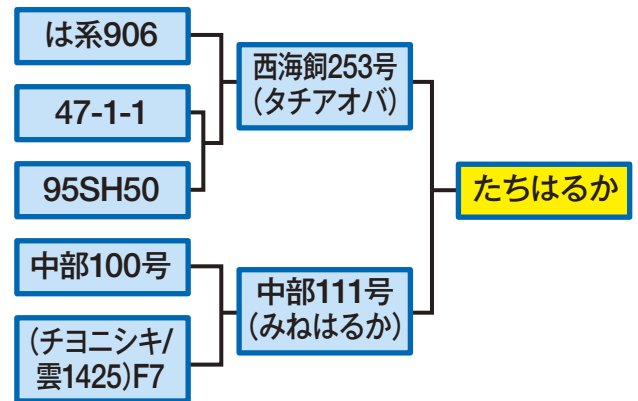 は系906
47-1-1
95SH50
中部100号
(チヨニシキ/
雲1425)F7
西海飼253号
(タチアオバ)
中部111号
(みねはるか)
たちはるか